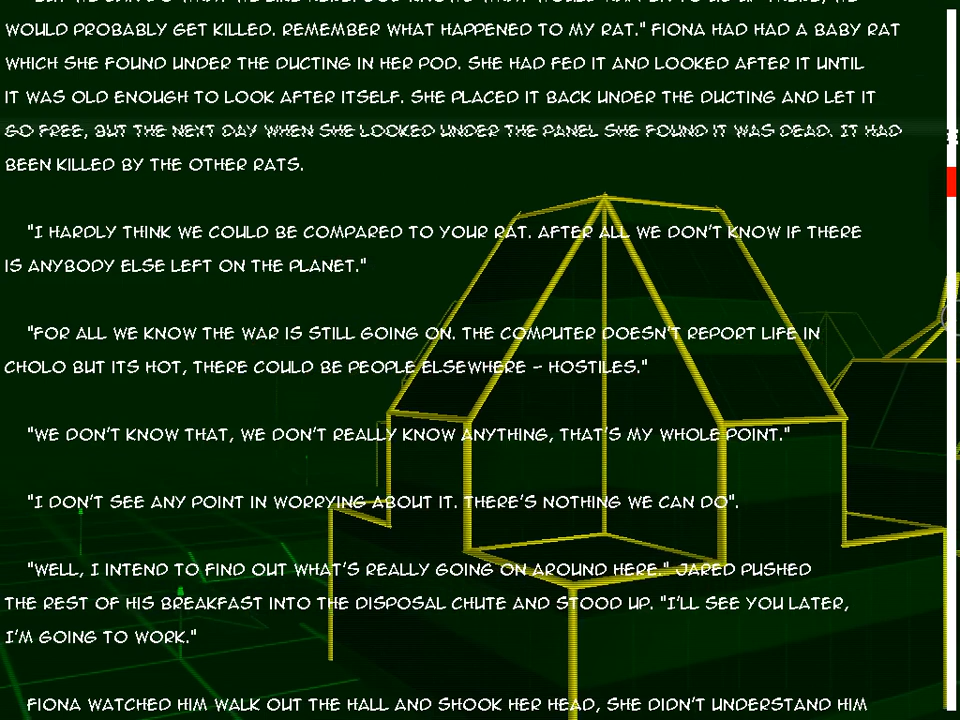 WOULD PROBABLY GET KILLED. REMEMBER WHAT HAPPENED TO MY RAT." FIONA HAD HAD A BABY RAT
WHICH SHE FOUND UNDER THE DUCTING IN HER POD. SHE HAD FED IT AND LOOKED AFTER IT UNTIL
IT WAS OLD ENOUGH TO LOOK AFTER ITSELF. SHE PLACED IT BACK UNDER THE DUCTING AND LET IT
GO FREE, BUT THE NEXT DAY WHEN SHE LOOKED UNDER THE PANEL SHE FOUND IT WAS DEAD. IT HAD
BEEN KILLED BY THE OTHER RATS.
"I HARDLY THINK WE COULD BE COMPARED TO YOUR RAT. AFTER ALL WE DON'T KNOW IF THERE
IS ANYBODY ELSE LEFT ON THE PLANET."
"FOR ALL WE KNOW THE WAR IS STILL GOING ON. THE COMPUTER DOESN'T REPORT LIFE IN
CHOLO BUT ITS HOT, THERE COULD BE PEOPLE ELSEWHERE - HOSTILES."
"WE DON'T KNOW THAT, WE DON'T REALLY KNOW ANYTHING, THAT'S MY WHOLE POINT."
"I DON'T SEE ANY POINT IN WORRYING ABOUT IT. THERE'S NOTHING WE CAN DO".
"WELL, I INTEND TO FIND OUT WHAT'S REALLY GOING ON AROUND HERE." JARED PUSHED
THE REST OF HIS BREAKFAST INTO THE DISPOSAL CHUTE AND STOOD UP. "I'LL SEE YOU LATER,
I'M GOING TO WORK."
FIONA WATCHED HIM WALK OUT THE HALL AND SHOOK HER HEAD, SHE DIDN'T UNDERSTAND HIM